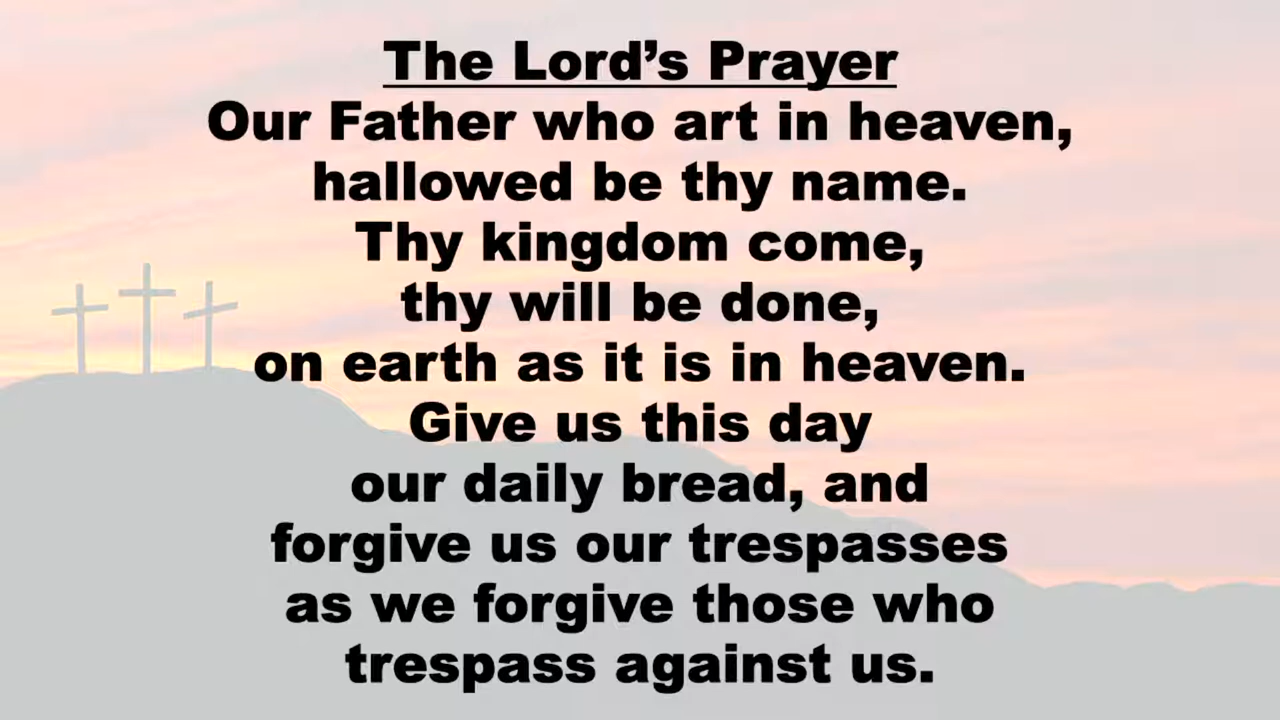 The Lord’s Prayer
Our Father who art in heaven,
hallowed be thy name.
Thy kingdom come,
thy will be done,
on earth as it is in heaven.
Give us this day
our daily bread, and
forgive us our trespasses
as we forgive those who
trespass against us.